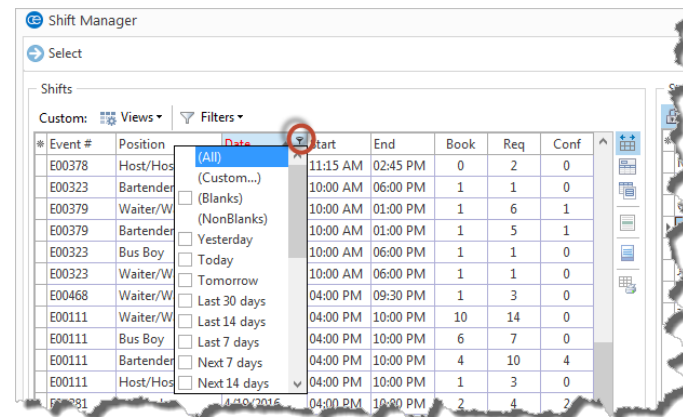 Shift Manager
Select
Shifts
Custom: Views Filters
* Event # Position Date Start End Book Req Conf
E00378 Host/Hos (All) 11:15 AM 02:45 PM 0 2 0
E00323 Bartender (Custom...) 10:00 AM 06:00 PM 1 1 0
E00379 Waiter/W (Blanks) 10:00 AM 01:00 PM 1 6 1
(NonBlanks)
E00379 Bartender Yesterday 10:00 AM 01:00 PM 1 5 1
E00323 Bus Boy Today 10:00 AM 06:00 PM 1 1 0
E00323 Waiter/W Tomorrow 10:00 AM 06:00 PM 1 1 0
E00468 Waiter/W Last 30 days 04:00 PM 09:30 PM 1 3 0
E00111 Waiter/W Last 14 days 04:00 PM 10:00 PM 10 14 0
E00111 Bus Boy Last 7 days 04:00 PM 10:00 PM 6 7 0
E00111 Bartender Next 7 days 04:00 PM 10:00 PM 4 10 4
E00111 Host/Hos Next 14 days 04:00 PM 10:00 PM 1 3 0
4/19/2016 04:00 PM 10:00 PM 2 4 2